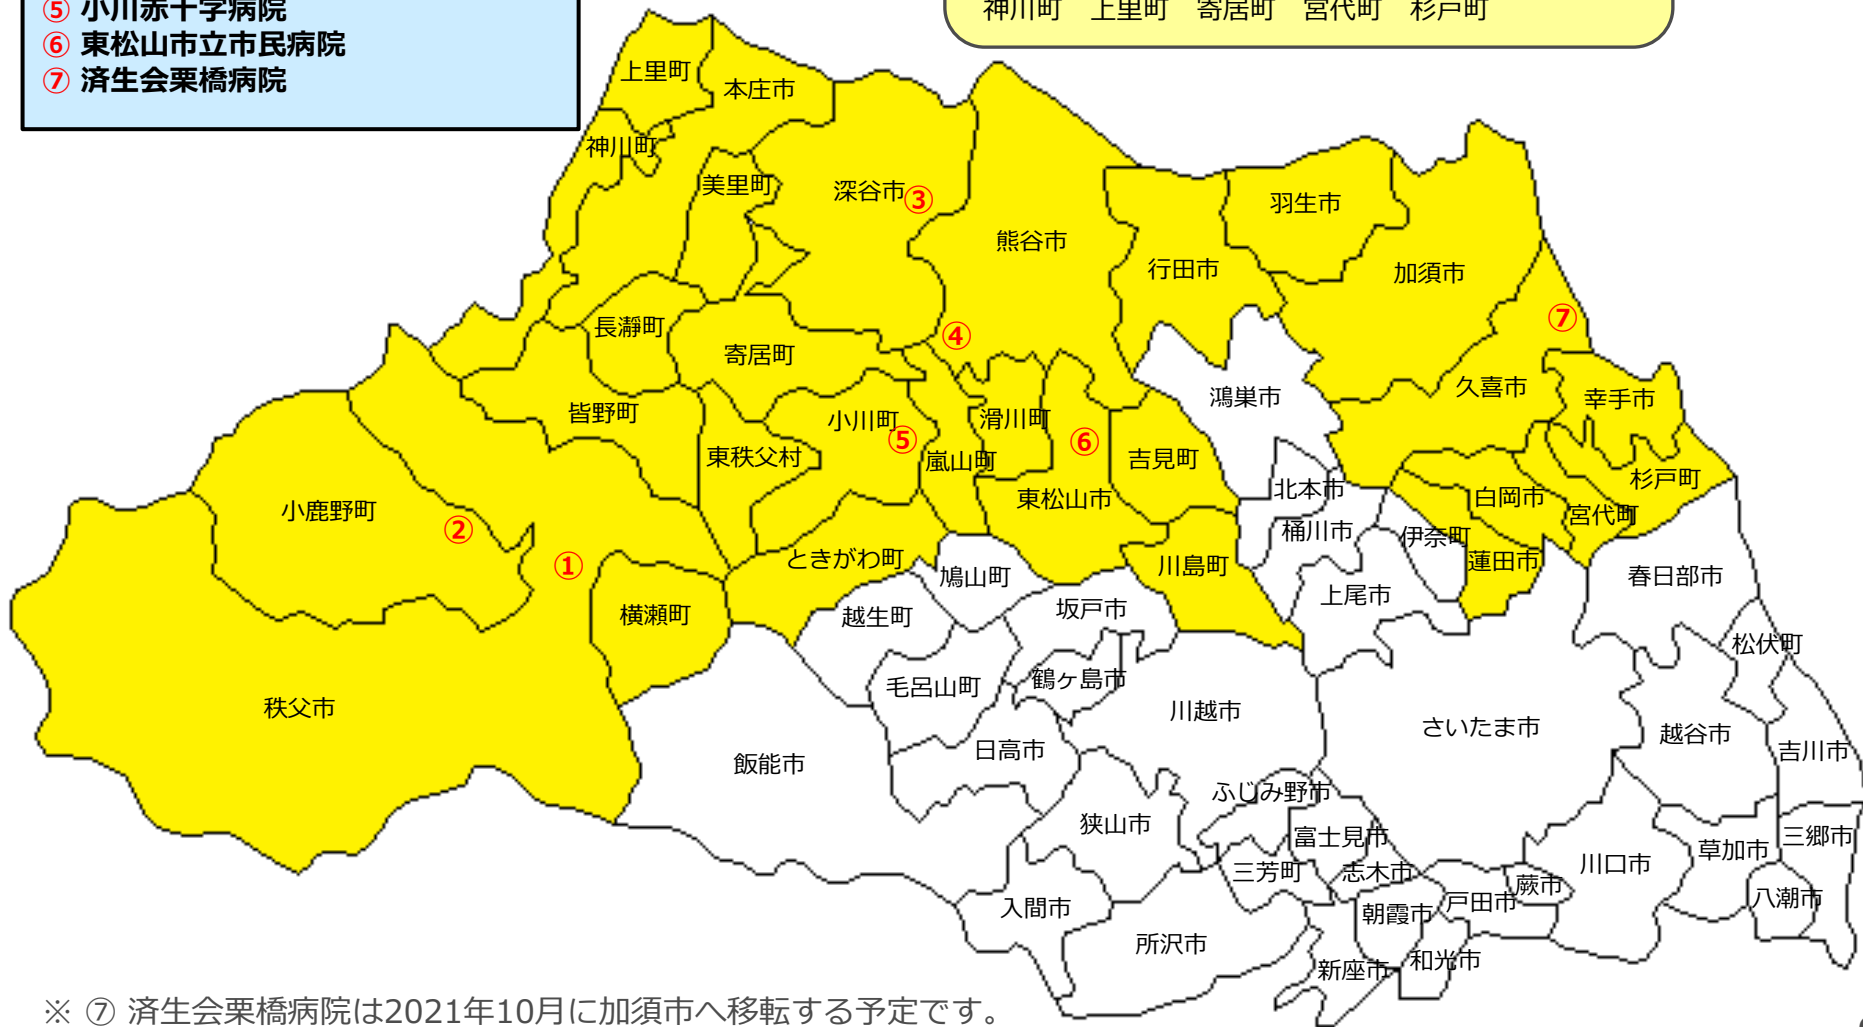 ⑤ 小川赤十字病院
⑥ 東松山市立市民病院
⑦ 済生会栗橋病院
神川町 上里町 寄居町 宮代町 杉戸町
上里町
本庄市
神川町
美里町
深谷市
③
熊谷市
羽生市
行田市
加須市
⑦
長瀞町
寄居町
④
久喜市
幸手市
鴻巣市
皆野町
小川町
⑤
滑川町
⑥
東秩父村
嵐山町
吉見町
東松山市
北本市
白岡市
杉戸町
宮代町
小鹿野町
②
①
ときがわ町
桶川市
伊奈町
蓮田市
川島町
鳩山町
春日部市
横瀬町
越生町
坂戸市
上尾市
松伏町
毛呂山町
鶴ヶ島市
秩父市
川越市
さいたま市
越谷市
吉川市
飯能市
日高市
ふじみ野市
狭山市
富士見市
三郷市
草加市
川口市
三芳町
志木市
蕨市
八潮市
入間市
朝霞市
戸田市
所沢市
新座市
和光市
※ ⑦ 済生会栗橋病院は2021年10月に加須市へ移転する予定です。